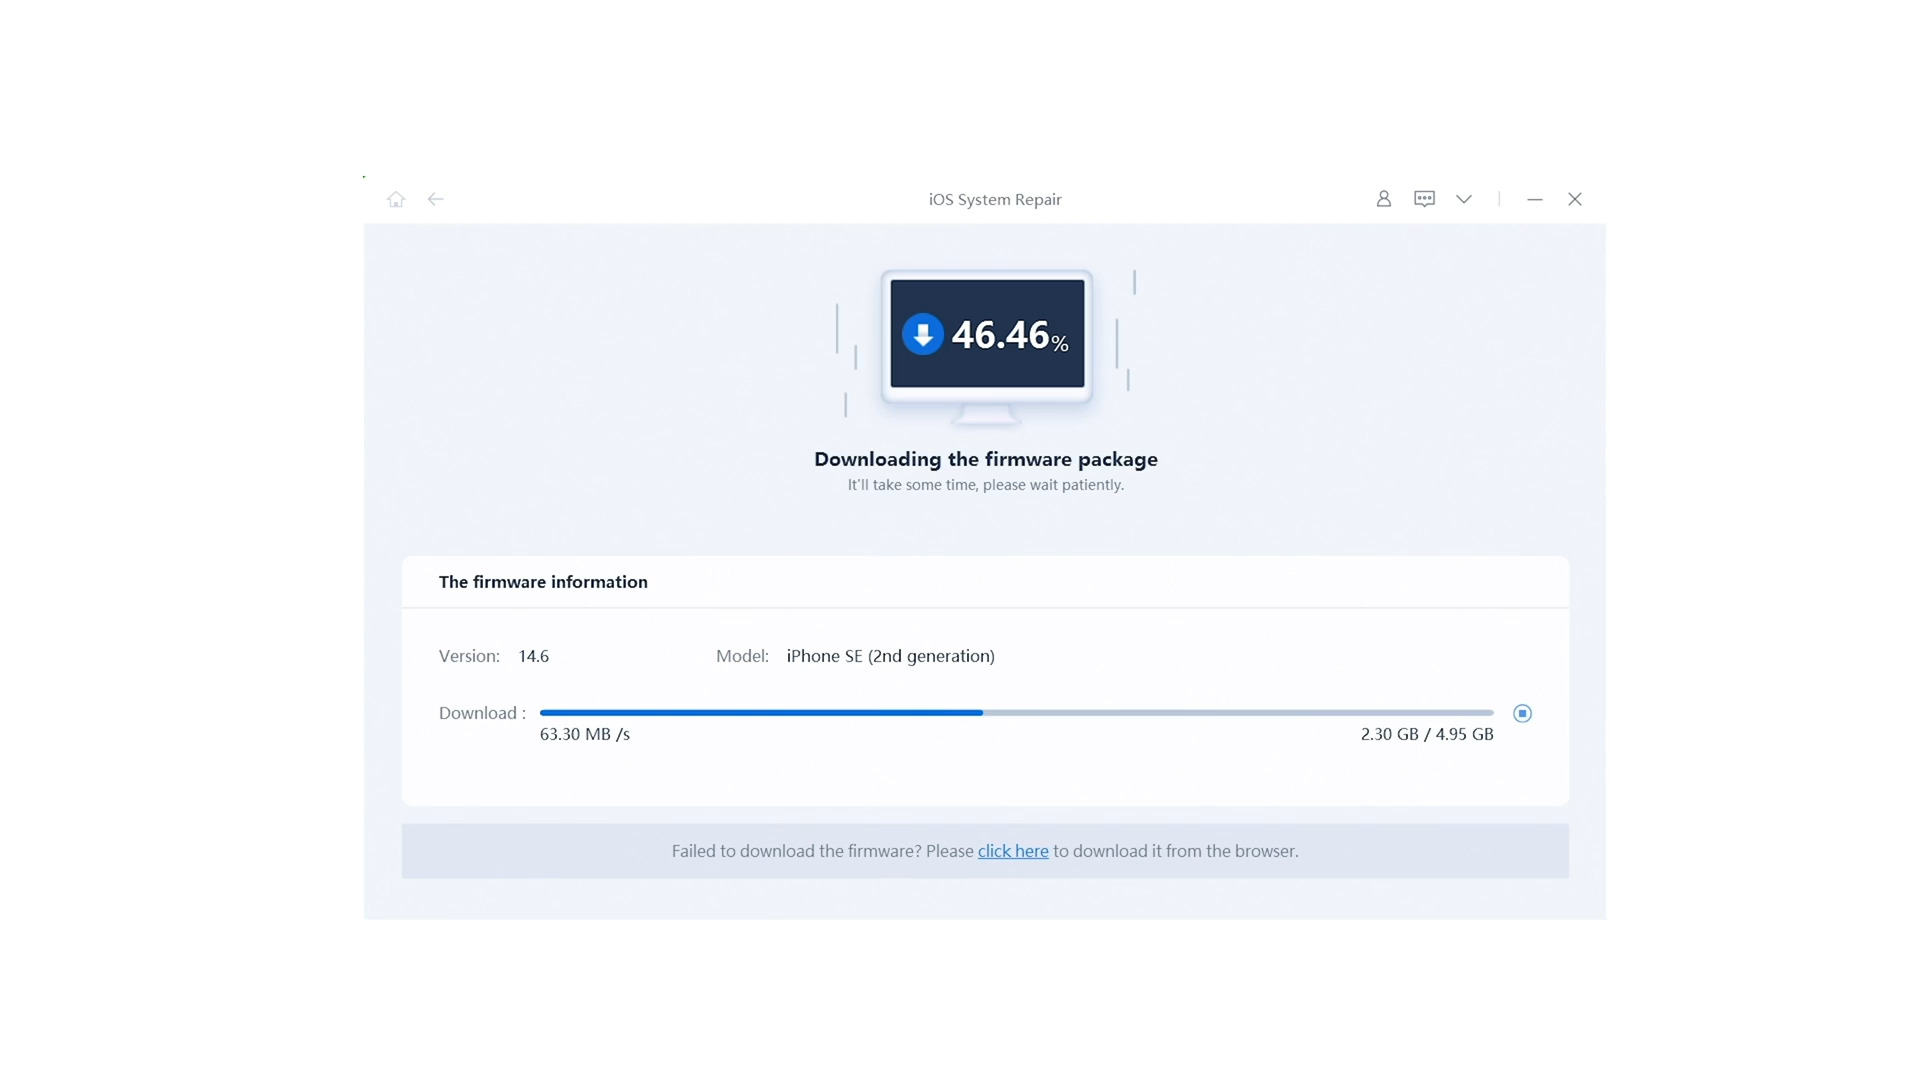 iOS System Repair
46.46%
Downloading the firmware package
It'll take some time, please wait patiently.
The firmware information
Version: 14.6 Model: iPhone SE (2nd generation)
Download :
63.30 MB /s 2.30 GB / 4.95 GB
Failed to download the firmware? Please click here to download it from the browser.